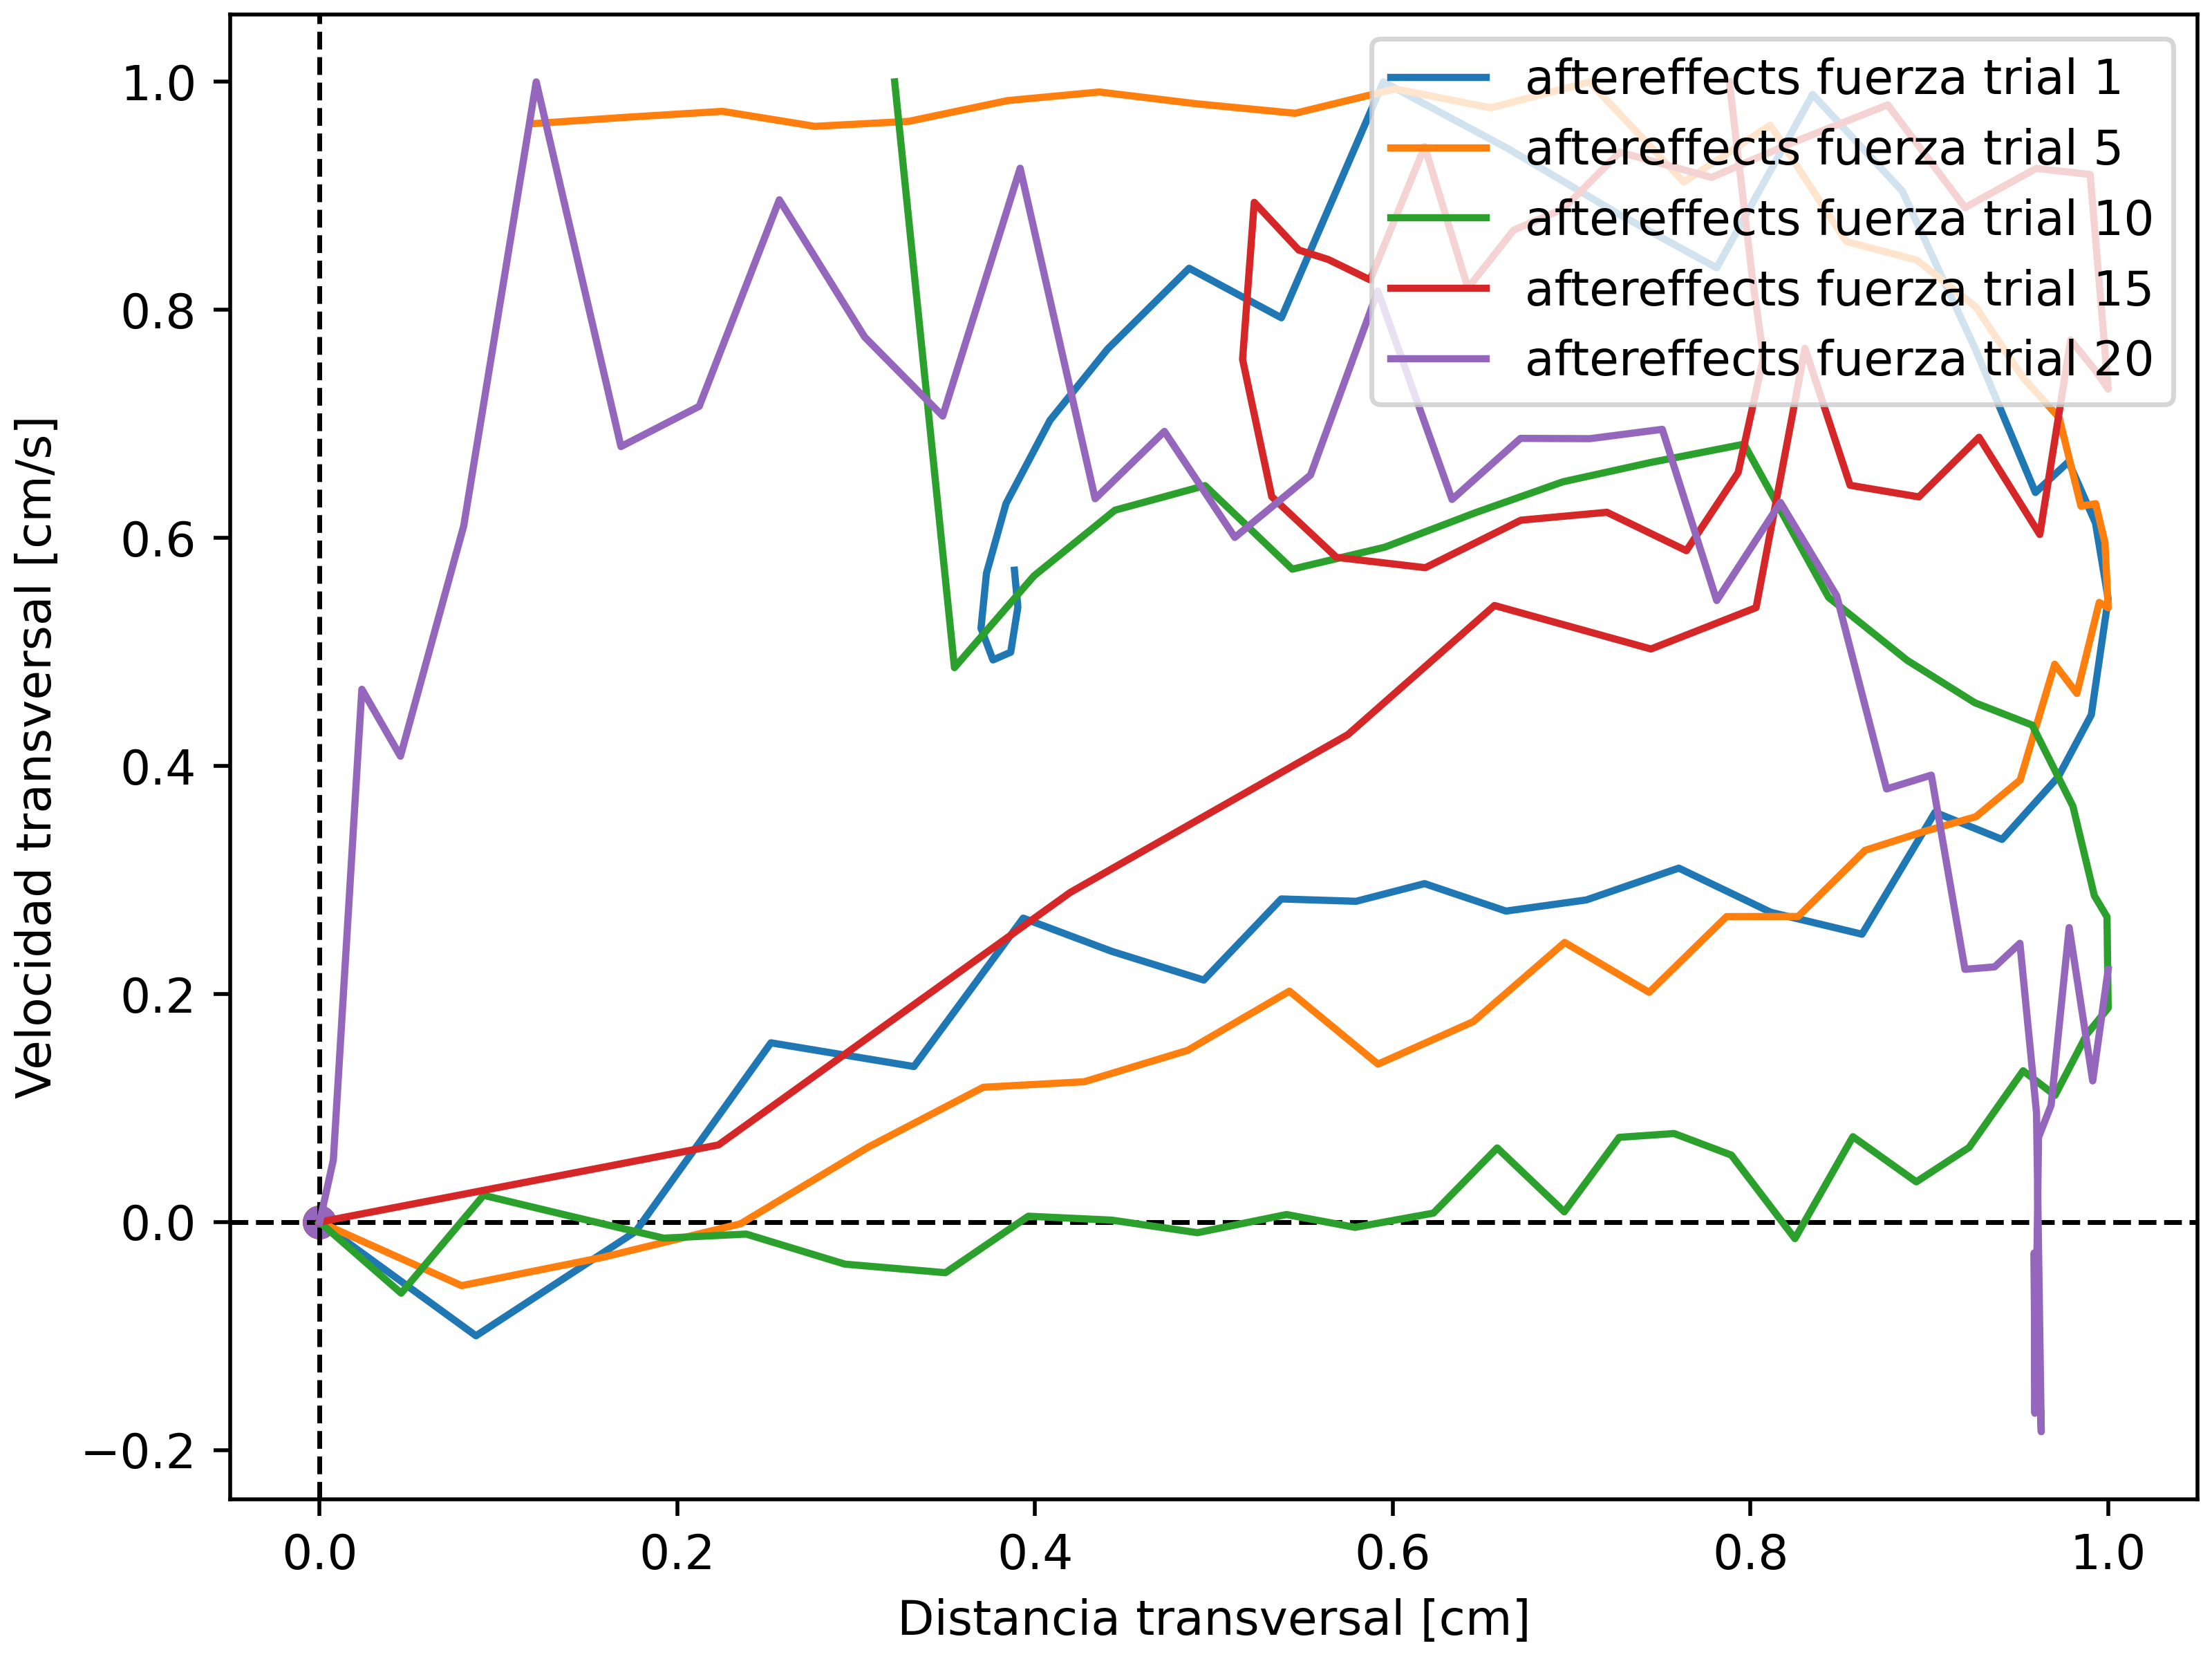 aftereffects fuerza trial 1
aftereffects fuerza trial 5
aftereffects fuerza trial 10
aftereffects fuerza trial 15
aftereffects fuerza trial 20
Velocidad transversal [cm/s]
1.0
0.8
0.6
0.4
0.2
0.0
−0.2
0.0 0.2 0.4 0.6 0.8 1.0
Distancia transversal [cm]